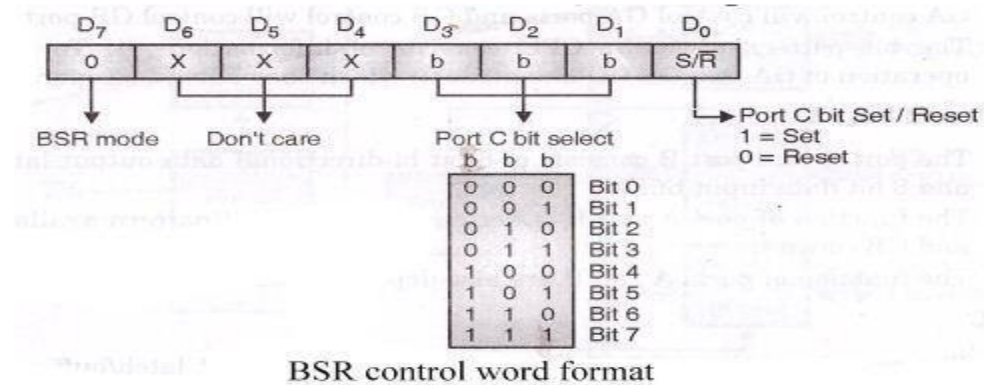 D7 D6 D5 D4 D3 D2 D1 D0
0 X X X b b b S/R̅
BSR mode Don't care Port C bit select
Port C bit Set / Reset
1 = Set
0 = Reset
b b b
0 0 0 Bit 0
0 0 1 Bit 1
0 1 0 Bit 2
0 1 1 Bit 3
1 0 0 Bit 4
1 0 1 Bit 5
1 1 0 Bit 6
1 1 1 Bit 7
BSR control word format